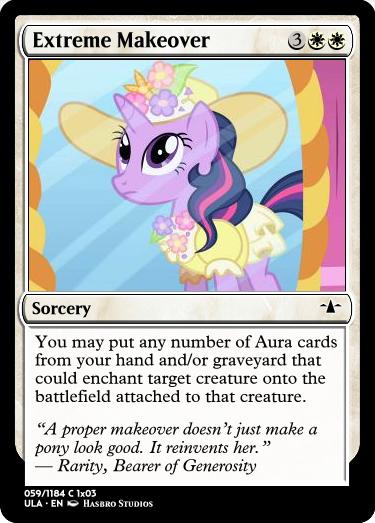 Extreme Makeover 3
Sorcery
You may put any number of Aura cards
from your hand and/or graveyard that
could enchant target creature onto the
battlefield attached to that creature.
“A proper makeover doesn’t just make a
pony look good. It reinvents her.”
— Rarity, Bearer of Generosity
059/1184 C 1x03
ULA • EN Hasbro Studios